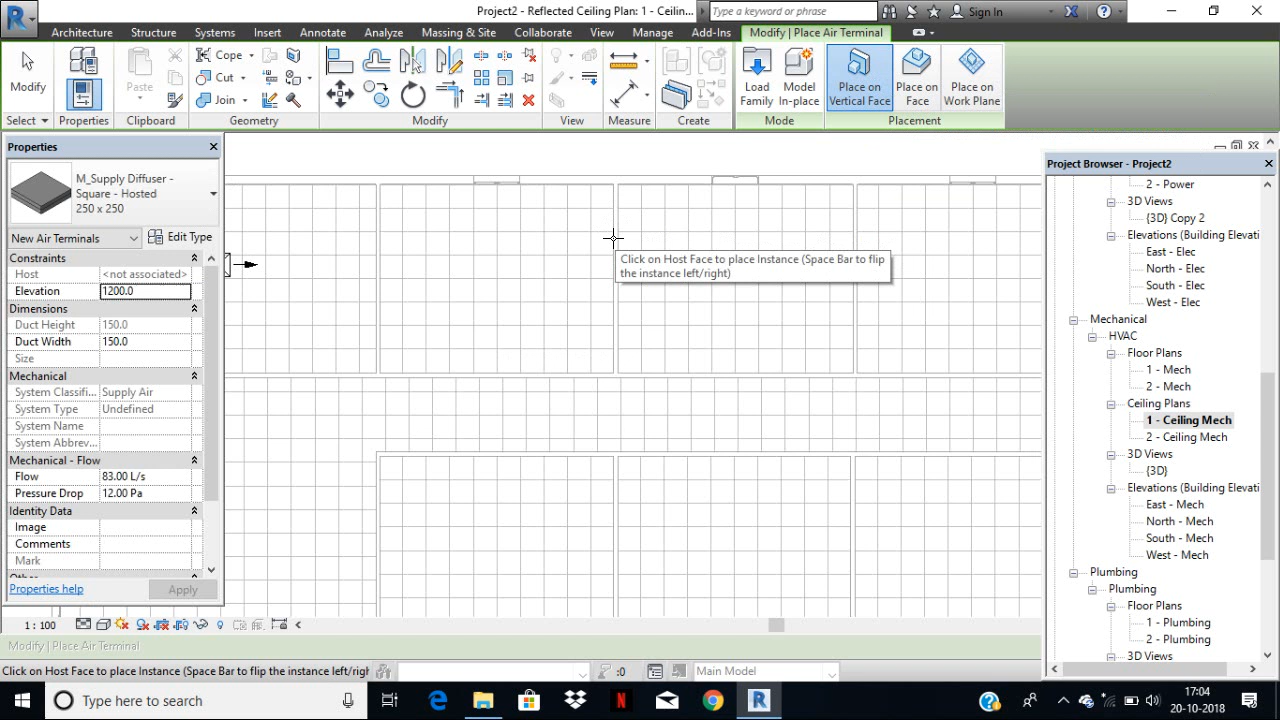 Project2 - Reflected Ceiling Plan: 1 - Ceilin...
Type a keyword or phrase
Sign In
Architecture Structure Systems Insert Annotate Analyze Massing & Site Collaborate View Manage Add-Ins Modify | Place Air Terminal
Modify
Paste
Cope
Cut
Join
Load Family
Model In-place
Place on Vertical Face
Place on Face
Place on Work Plane
Select Properties Clipboard Geometry Modify View Measure Create Mode Placement
Properties
M_Supply Diffuser -
Square - Hosted
250 x 250
New Air Terminals
Edit Type
Constraints
Host <not associated>
Elevation 1200.0
Dimensions
Duct Height 150.0
Duct Width 150.0
Size
Mechanical
System Classifi... Supply Air
System Type Undefined
System Name
System Abbrev...
Mechanical - Flow
Flow 83.00 L/s
Pressure Drop 12.00 Pa
Identity Data
Image
Comments
Mark
Other
Properties help
Apply
Click on Host Face to place Instance (Space Bar to flip
the instance left/right)
Project Browser - Project2
2 - Power
3D Views
{3D} Copy 2
Elevations (Building Elevati
East - Elec
North - Elec
South - Elec
West - Elec
Mechanical
HVAC
Floor Plans
1 - Mech
2 - Mech
Ceiling Plans
1 - Ceiling Mech
2 - Ceiling Mech
3D Views
{3D}
Elevations (Building Elevati
East - Mech
North - Mech
South - Mech
West - Mech
Plumbing
Plumbing
Floor Plans
1 - Plumbing
2 - Plumbing
3D Views
1 : 100
Modify | Place Air Terminal
Click on Host Face to place Instance (Space Bar to flip the instance left/righ
:0
Main Model
Type here to search
17:04
20-10-2018